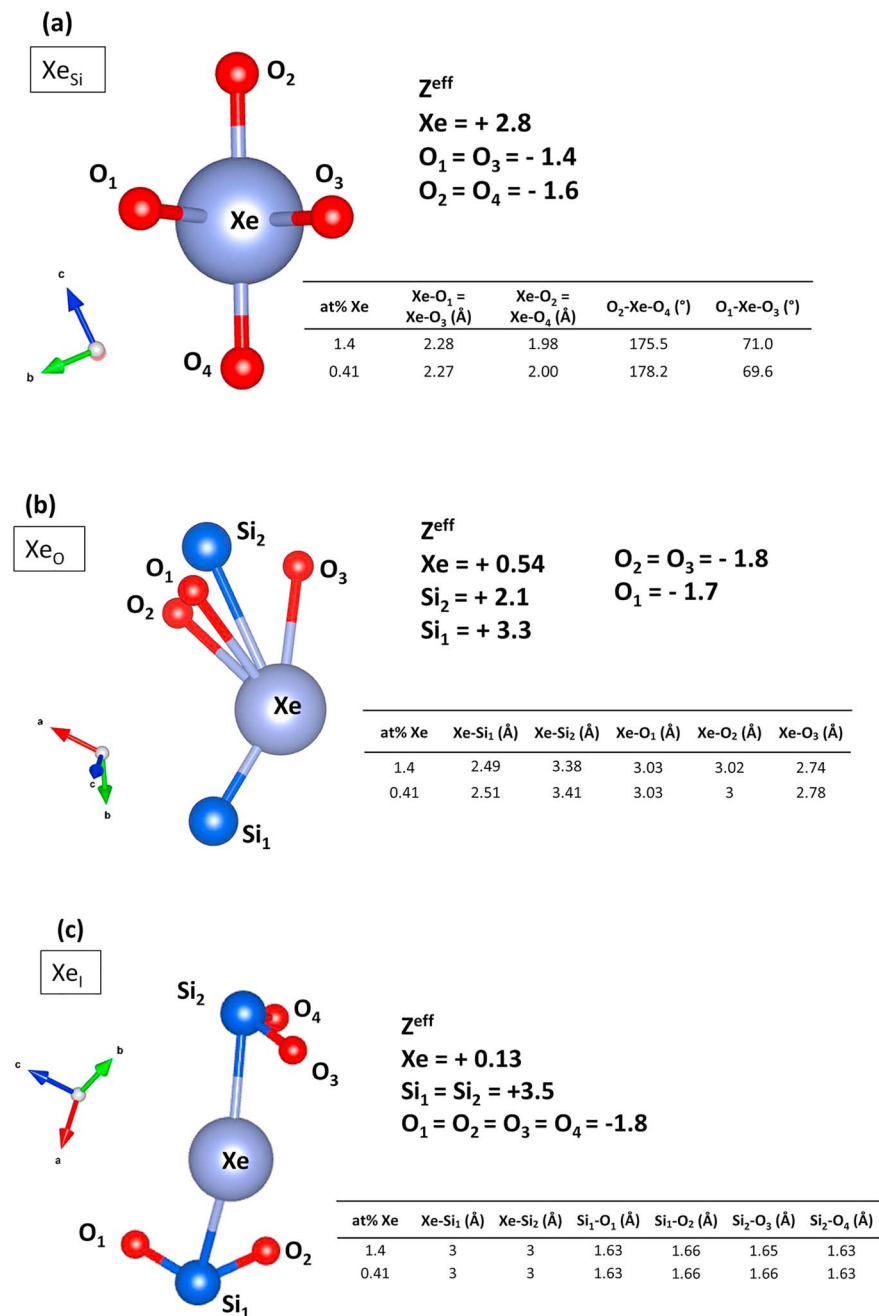 (a)
Xe_Si
O₂
O₁
O₃
Xe
O₄
c
b
Z^eff
Xe = + 2.8
O₁ = O₃ = - 1.4
O₂ = O₄ = - 1.6
at% Xe Xe-O₁ = Xe-O₃ (Å) Xe-O₂ = Xe-O₄ (Å) O₂-Xe-O₄ (°) O₁-Xe-O₃ (°)
1.4 2.28 1.98 175.5 71.0
0.41 2.27 2.00 178.2 69.6
(b)
Xe_O
Si₂
O₁
O₂
O₃
Xe
Si₁
a
c
b
Z^eff
Xe = + 0.54
Si₂ = + 2.1
Si₁ = + 3.3
O₂ = O₃ = - 1.8
O₁ = - 1.7
at% Xe Xe-Si₁ (Å) Xe-Si₂ (Å) Xe-O₁ (Å) Xe-O₂ (Å) Xe-O₃ (Å)
1.4 2.49 3.38 3.03 3.02 2.74
0.41 2.51 3.41 3.03 3 2.78
(c)
Xe_I
Si₂
O₄
O₃
Xe
O₁
O₂
Si₁
c
b
a
Z^eff
Xe = + 0.13
Si₁ = Si₂ = +3.5
O₁ = O₂ = O₃ = O₄ = -1.8
at% Xe Xe-Si₁ (Å) Xe-Si₂ (Å) Si₁-O₁ (Å) Si₁-O₂ (Å) Si₂-O₃ (Å) Si₂-O₄ (Å)
1.4 3 3 1.63 1.66 1.65 1.63
0.41 3 3 1.63 1.66 1.66 1.63